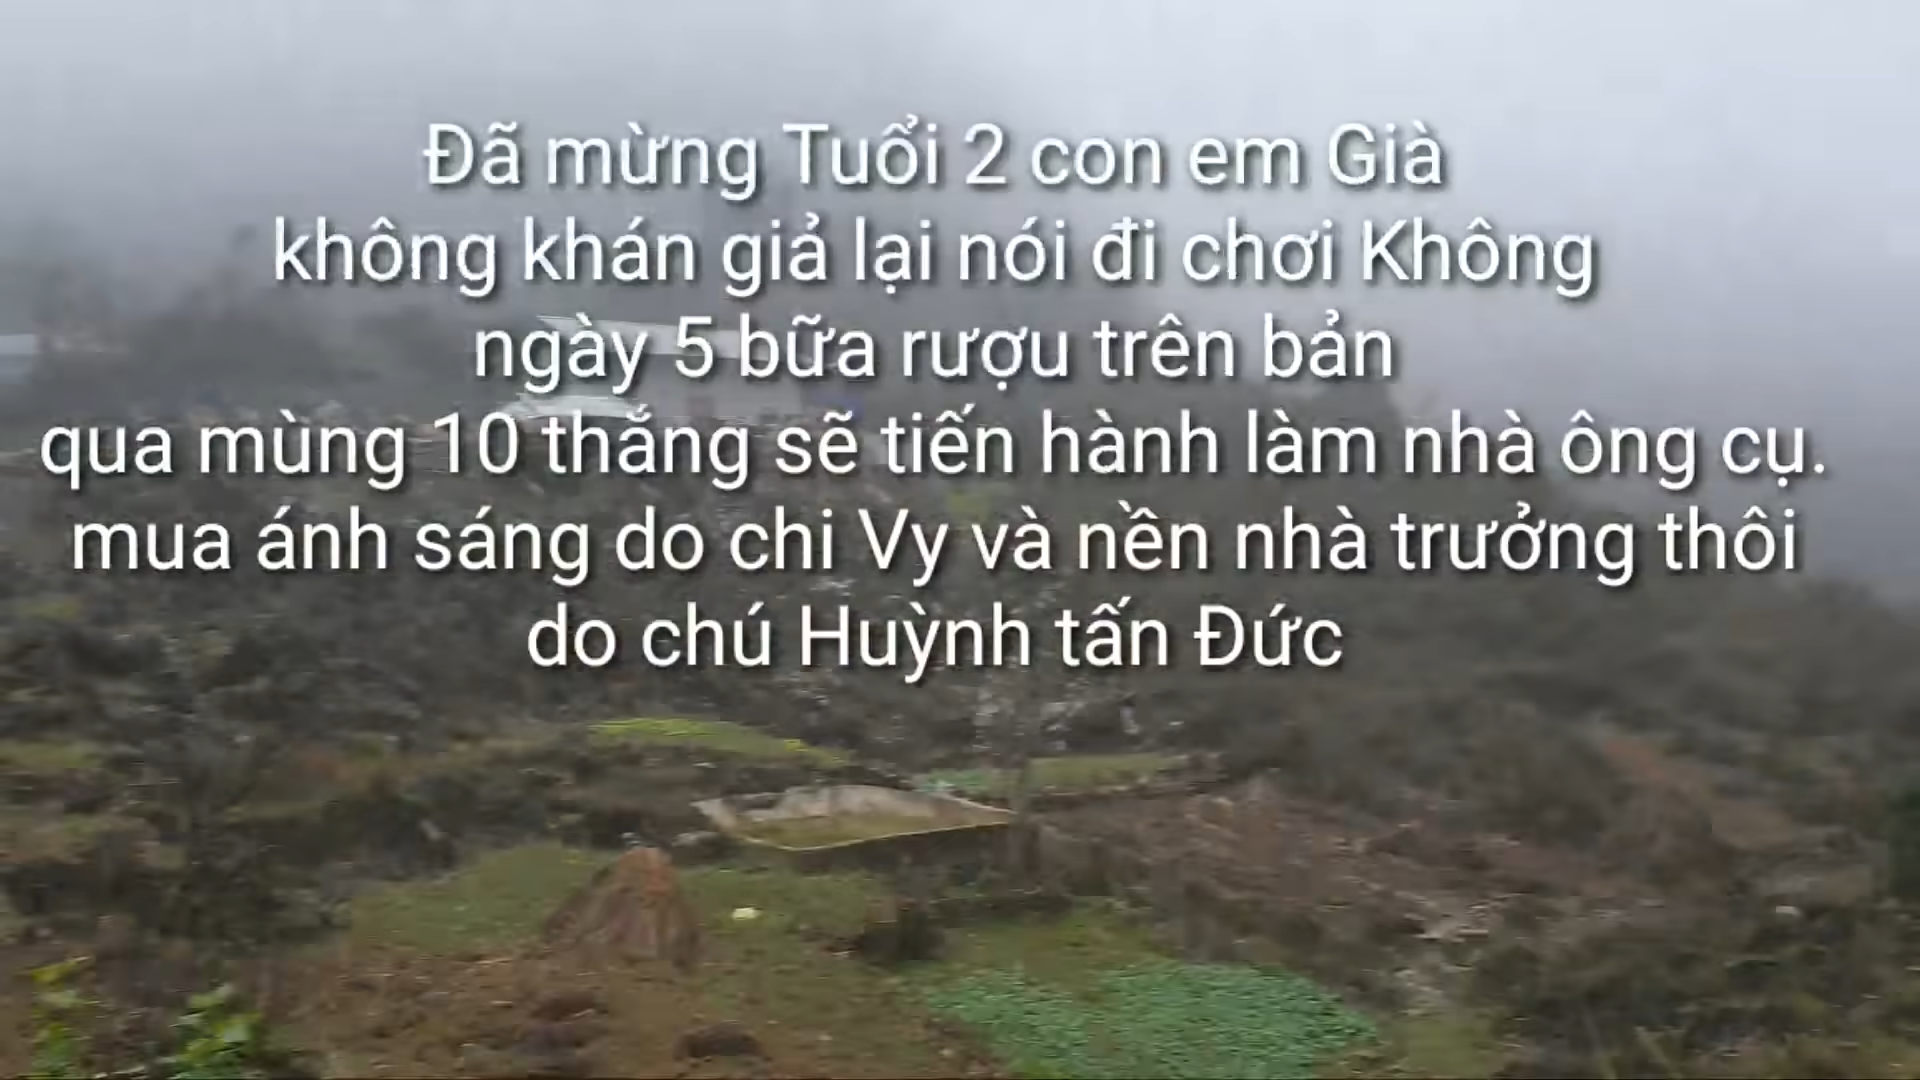 Đã mừng Tuổi 2 con em Già
không khán giả lại nói đi chơi Không
ngày 5 bữa rượu trên bản
qua mùng 10 thắng sẽ tiến hành làm nhà ông cụ.
mua ánh sáng do chi Vy và nền nhà trưởng thôi
do chú Huỳnh tấn Đức